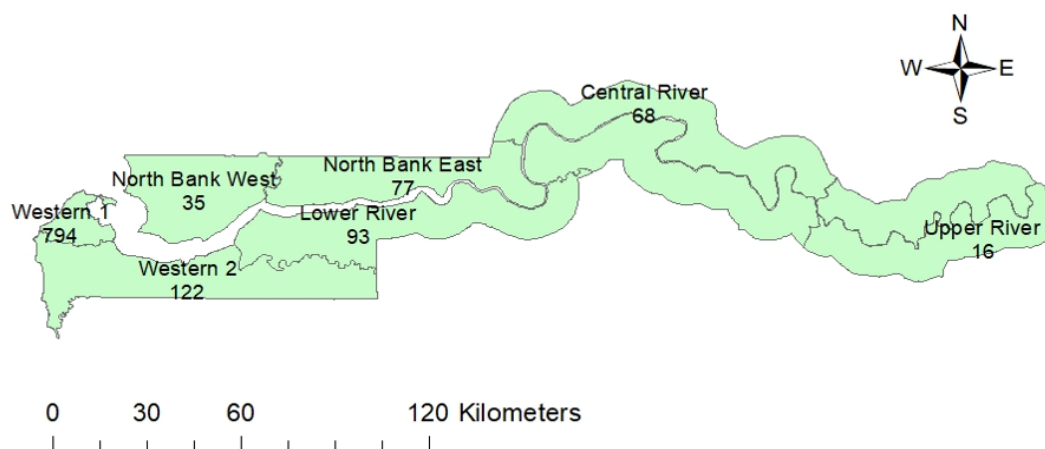 N
W E
S
Central River
68
North Bank East
77
North Bank West
35
Western 1
794
Lower River
93
Upper River
16
Western 2
122
0 30 60 120 Kilometers